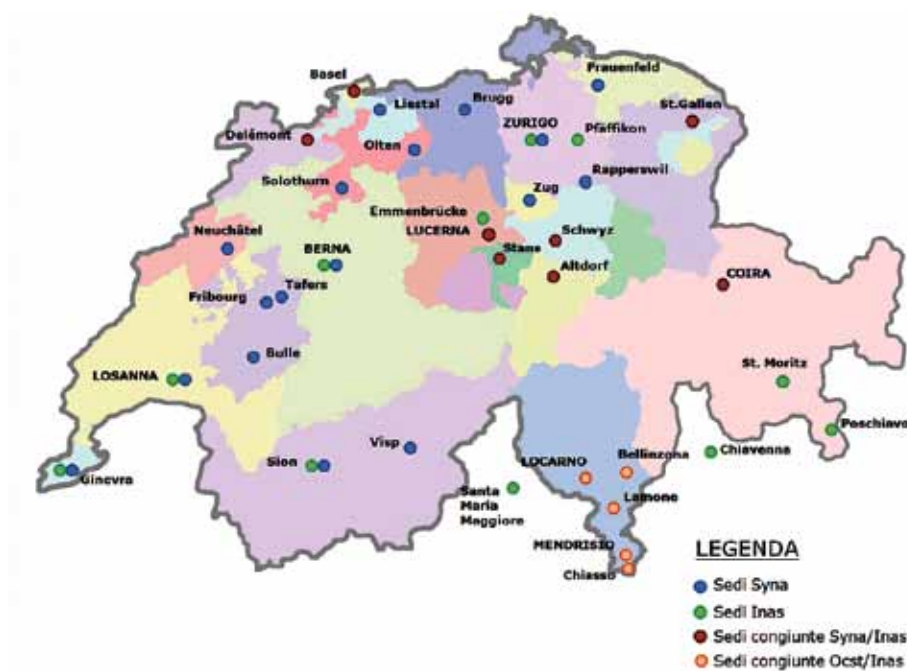 Basel
Frauenfeld
Liestal
Brugg
St.Gallen
Delémont
ZURIGO
Pfäffikon
Olten
Solothurn
Rapperswil
Zug
Emmenbrücke
Neuchâtel
LUCERNA
Schwyz
BERNA
Stans
Altdorf
COIRA
Tafers
Fribourg
Bulle
St. Moritz
LOSANNA
Poschiavo
Visp
Bellinzona
Chiavenna
LOCARNO
Sion
Ginevra
Santa
Maria
Maggiore
Lamone
MENDRISIO
Chiasso
LEGENDA
Sedi Syna
Sedi Inas
Sedi congiunte Syna/Inas
Sedi congiunte Ocst/Inas